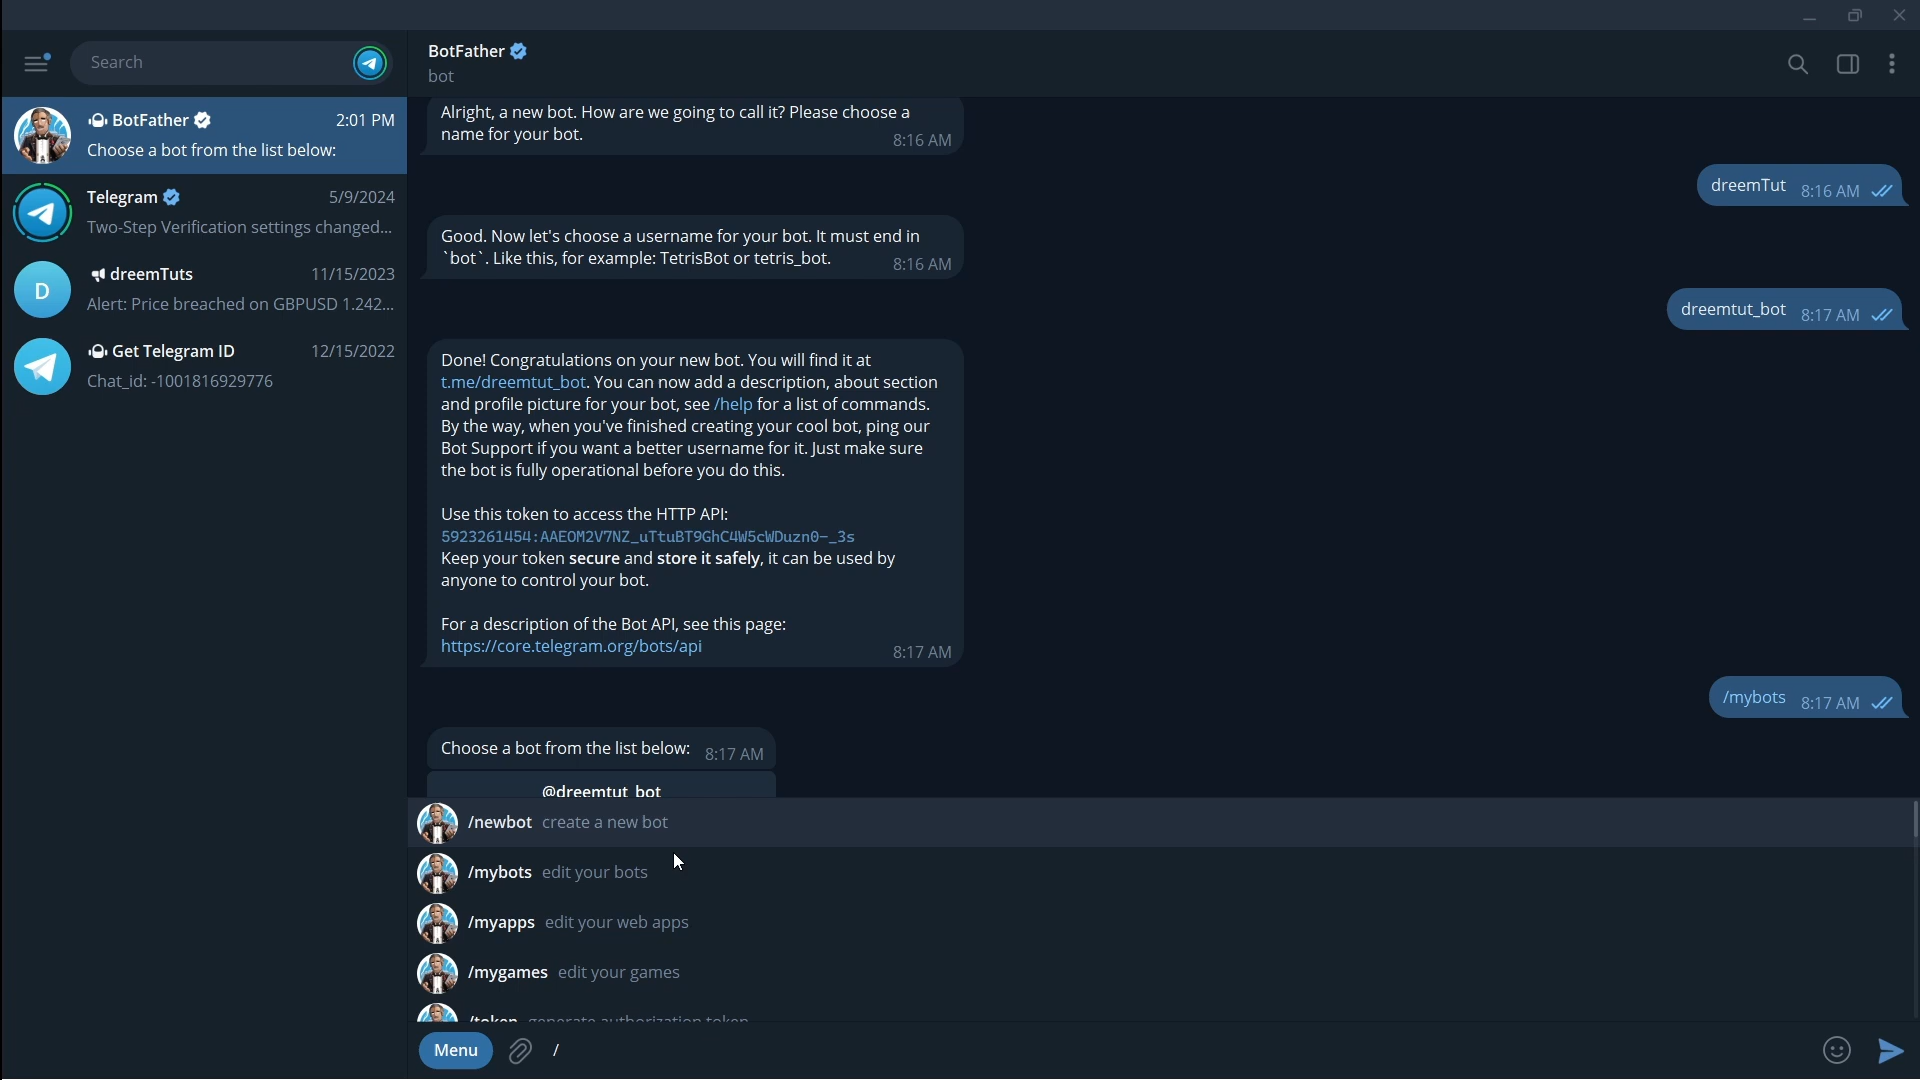 Search
BotFather
bot
BotFather 2:01 PM
Choose a bot from the list below:
Telegram 5/9/2024
Two-Step Verification settings changed...
D
dreemTuts 11/15/2023
Alert: Price breached on GBPUSD 1.242...
Get Telegram ID 12/15/2022
Chat_id: -1001816929776
Alright, a new bot. How are we going to call it? Please choose a
name for your bot. 8:16 AM
dreemTut 8:16 AM
Good. Now let's choose a username for your bot. It must end in
`bot`. Like this, for example: TetrisBot or tetris_bot. 8:16 AM
dreemtut_bot 8:17 AM
Done! Congratulations on your new bot. You will find it at
t.me/dreemtut_bot. You can now add a description, about section
and profile picture for your bot, see /help for a list of commands.
By the way, when you've finished creating your cool bot, ping our
Bot Support if you want a better username for it. Just make sure
the bot is fully operational before you do this.
Use this token to access the HTTP API:
5923261454:AAEOM2V7NZ_uTtuBT9GhC4W5cWDuzn0-_3s
Keep your token secure and store it safely, it can be used by
anyone to control your bot.
For a description of the Bot API, see this page:
https://core.telegram.org/bots/api 8:17 AM
/mybots 8:17 AM
Choose a bot from the list below: 8:17 AM
@dreemtut_bot
/newbot create a new bot
/mybots edit your bots
/myapps edit your web apps
/mygames edit your games
/token generate authorization token
Menu /